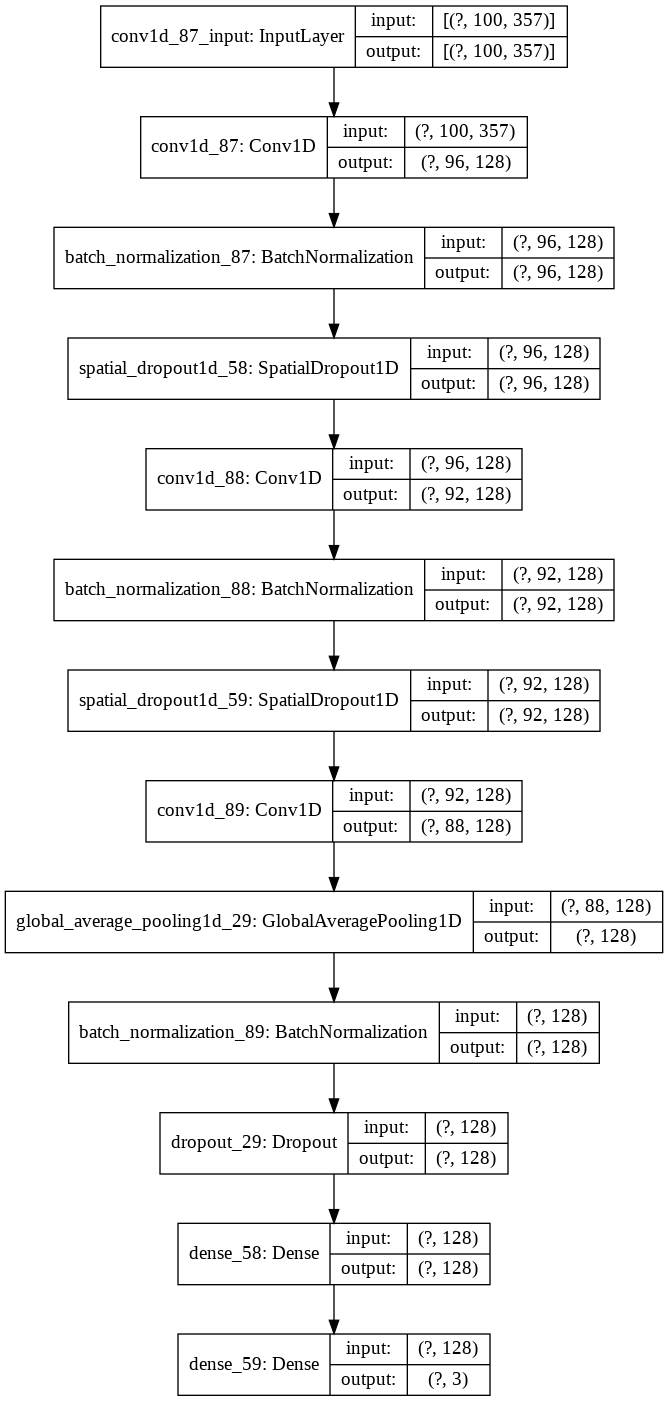 conv1d_87_input: InputLayer
input: [(?, 100, 357)]
output: [(?, 100, 357)]
conv1d_87: Conv1D
input: (?, 100, 357)
output: (?, 96, 128)
batch_normalization_87: BatchNormalization
input: (?, 96, 128)
output: (?, 96, 128)
spatial_dropout1d_58: SpatialDropout1D
input: (?, 96, 128)
output: (?, 96, 128)
conv1d_88: Conv1D
input: (?, 96, 128)
output: (?, 92, 128)
batch_normalization_88: BatchNormalization
input: (?, 92, 128)
output: (?, 92, 128)
spatial_dropout1d_59: SpatialDropout1D
input: (?, 92, 128)
output: (?, 92, 128)
conv1d_89: Conv1D
input: (?, 92, 128)
output: (?, 88, 128)
global_average_pooling1d_29: GlobalAveragePooling1D
input: (?, 88, 128)
output: (?, 128)
batch_normalization_89: BatchNormalization
input: (?, 128)
output: (?, 128)
dropout_29: Dropout
input: (?, 128)
output: (?, 128)
dense_58: Dense
input: (?, 128)
output: (?, 128)
dense_59: Dense
input: (?, 128)
output: (?, 3)